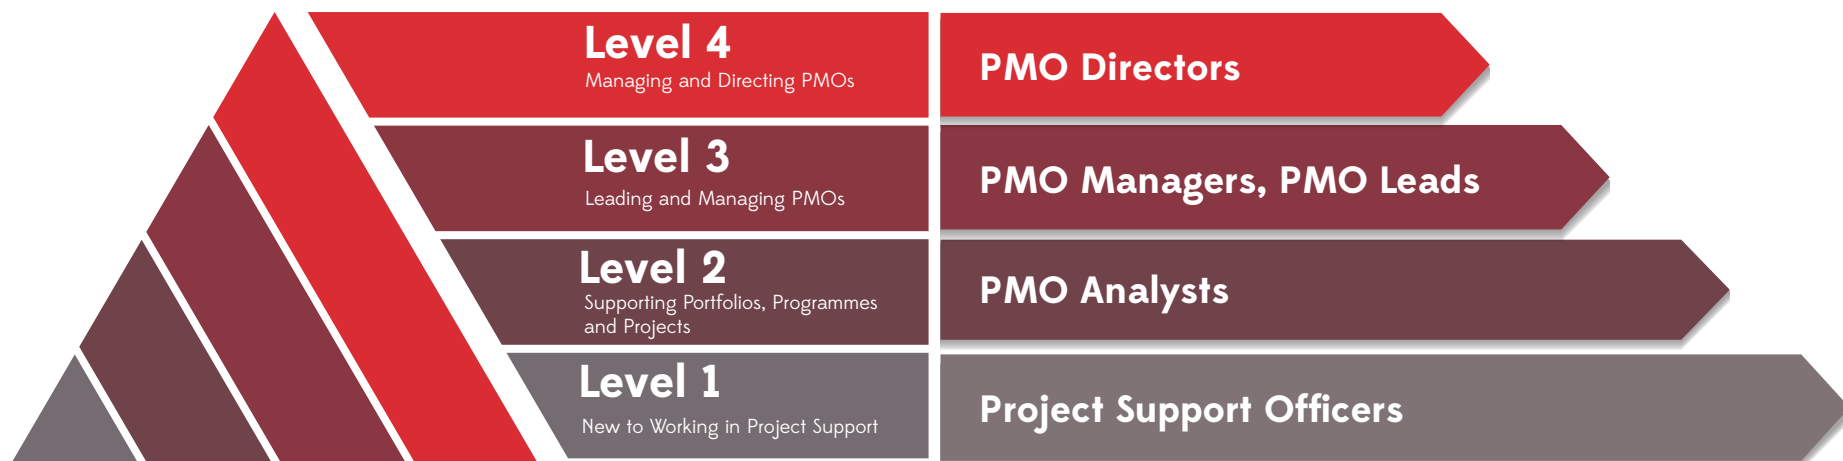 Level 4
Managing and Directing PMOs
PMO Directors
Level 3
Leading and Managing PMOs
PMO Managers, PMO Leads
Level 2
Supporting Portfolios, Programmes
and Projects
PMO Analysts
Level 1
New to Working in Project Support
Project Support Officers